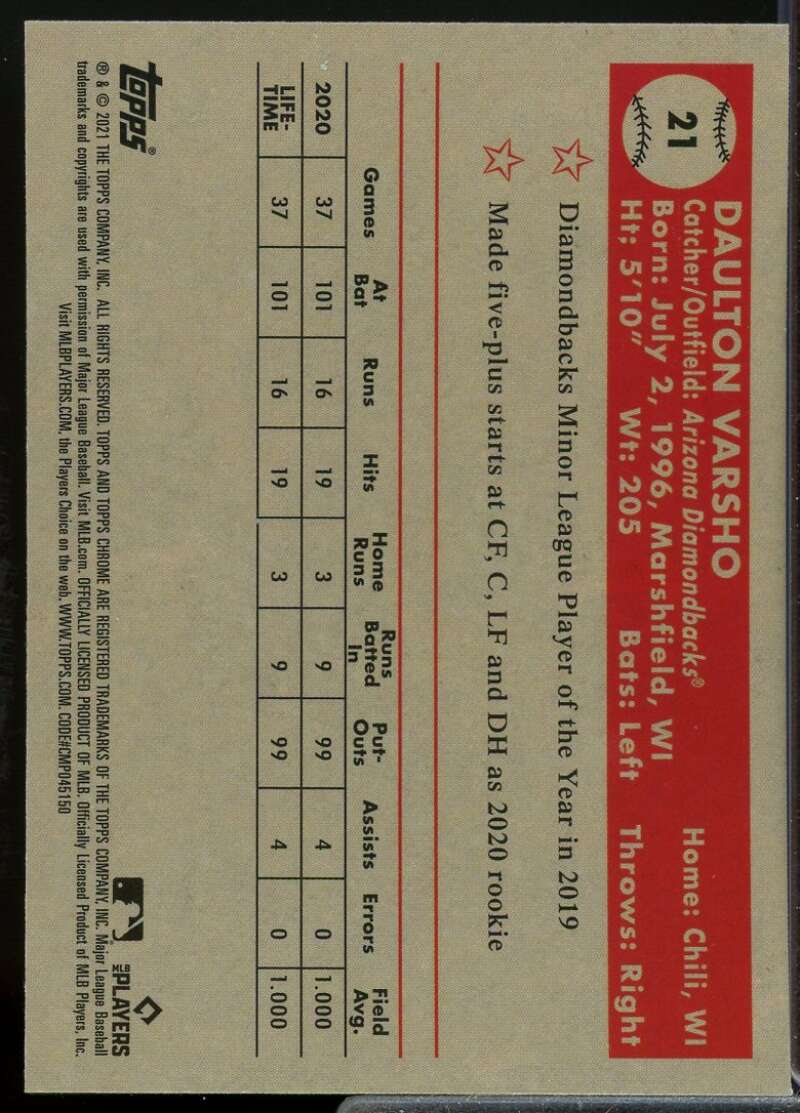 21
DAULTON VARSHO
Catcher/Outfield: Arizona Diamondbacks® Home: Chili, WI
Born: July 2, 1996, Marshfield, WI
Ht: 5'10" Wt: 205 Bats: Left Throws: Right
Diamondbacks Minor League Player of the Year in 2019
Made five-plus starts at CF, C, LF and DH as 2020 rookie
Games At Bat Runs Hits Home Runs Runs Batted In Put-Outs Assists Errors Field Avg.
2020 37 101 16 19 3 9 99 4 0 1.000
LIFE-TIME 37 101 16 19 3 9 99 4 0 1.000
topps®
MLB PLAYERS
® & © 2021 THE TOPPS COMPANY, INC. ALL RIGHTS RESERVED. TOPPS AND TOPPS CHROME ARE REGISTERED TRADEMARKS OF THE TOPPS COMPANY, INC. Major League Baseball
trademarks and copyrights are used with permission of Major League Baseball. Visit MLB.com. OFFICIALLY LICENSED PRODUCT OF MLB. Officially Licensed Product of MLB Players, Inc.
Visit MLBPLAYERS.COM, the Players Choice on the web. WWW.TOPPS.COM. CODE#CMP045150